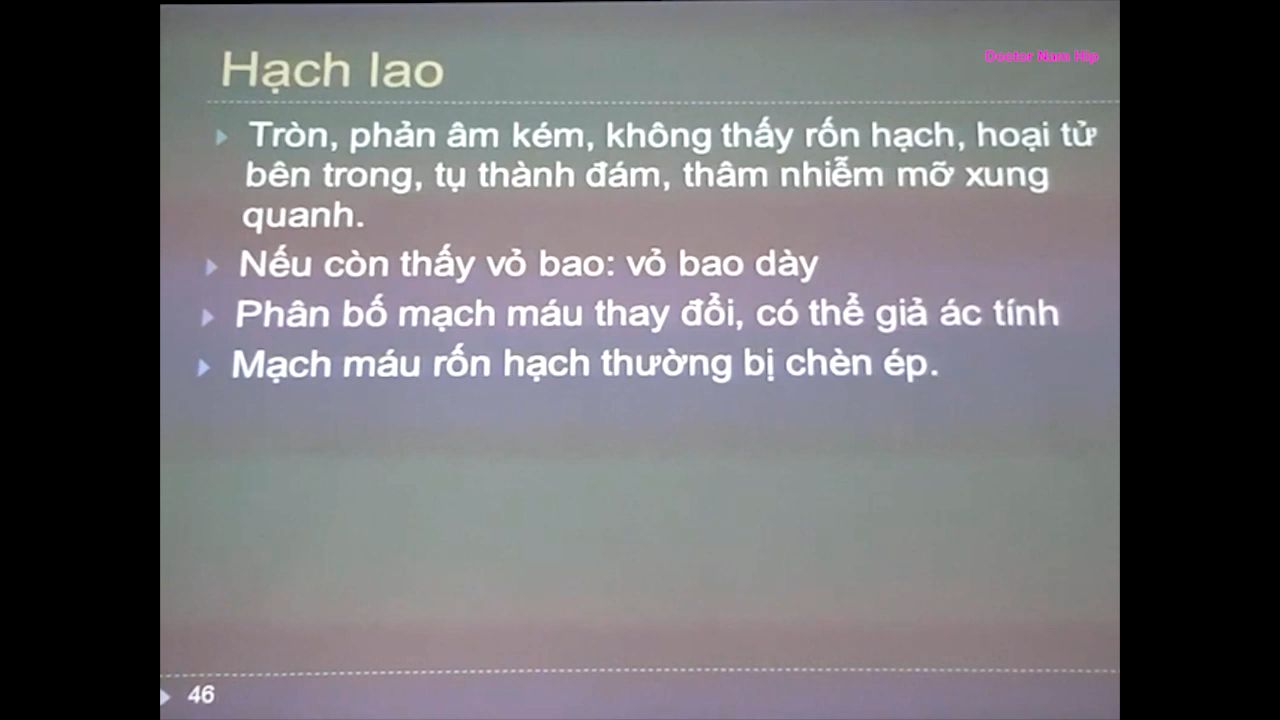 Hạch lao
Doctor Nam Hip
Tròn, phản âm kém, không thấy rốn hạch, hoại tử
bên trong, tụ thành đám, thâm nhiễm mỡ xung
quanh.
Nếu còn thấy vỏ bao: vỏ bao dày
Phân bố mạch máu thay đổi, có thể giả ác tính
Mạch máu rốn hạch thường bị chèn ép.
46